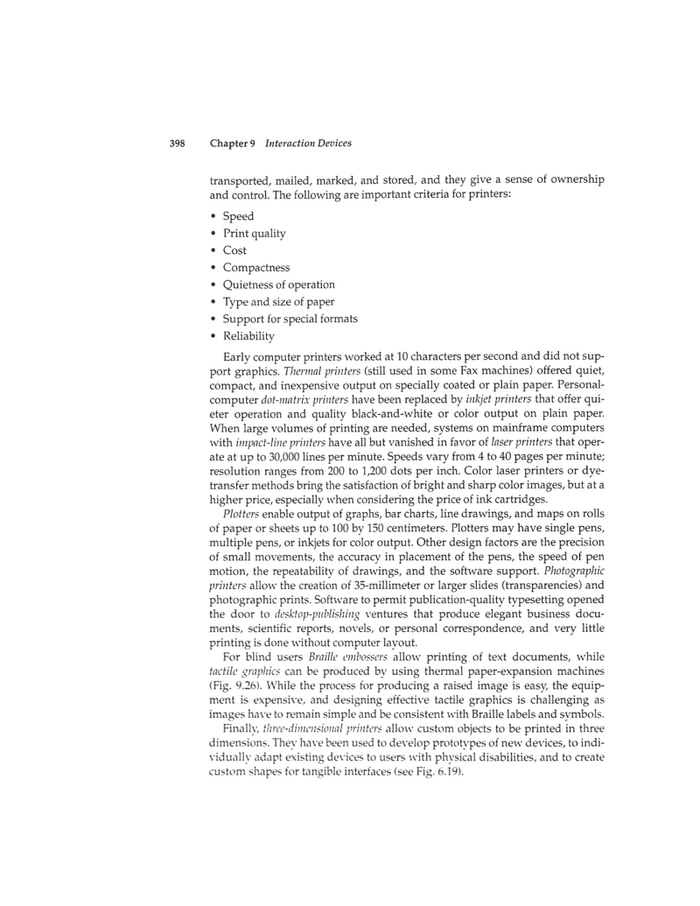 398 Chapter 9 Interaction Devices
transported, mailed, marked, and stored, and they give a sense of ownership
and control. The following are important criteria for printers:
• Speed
• Print quality
• Cost
• Compactness
• Quietness of operation
• Type and size of paper
• Support for special formats
• Reliability
Early computer printers worked at 10 characters per second and did not sup-
port graphics. Thermal printers (still used in some Fax machines) offered quiet,
compact, and inexpensive output on specially coated or plain paper. Personal-
computer dot-matrix printers have been replaced by inkjet printers that offer qui-
eter operation and quality black-and-white or color output on plain paper.
When large volumes of printing are needed, systems on mainframe computers
with impact-line printers have all but vanished in favor of laser printers that oper-
ate at up to 30,000 lines per minute. Speeds vary from 4 to 40 pages per minute;
resolution ranges from 200 to 1,200 dots per inch. Color laser printers or dye-
transfer methods bring the satisfaction of bright and sharp color images, but at a
higher price, especially when considering the price of ink cartridges.
Plotters enable output of graphs, bar charts, line drawings, and maps on rolls
of paper or sheets up to 100 by 150 centimeters. Plotters may have single pens,
multiple pens, or inkjets for color output. Other design factors are the precision
of small movements, the accuracy in placement of the pens, the speed of pen
motion, the repeatability of drawings, and the software support. Photographic
printers allow the creation of 35-millimeter or larger slides (transparencies) and
photographic prints. Software to permit publication-quality typesetting opened
the door to desktop-publishing ventures that produce elegant business docu-
ments, scientific reports, novels, or personal correspondence, and very little
printing is done without computer layout.
For blind users Braille embossers allow printing of text documents, while
tactile graphics can be produced by using thermal paper-expansion machines
(Fig. 9.26). While the process for producing a raised image is easy, the equip-
ment is expensive, and designing effective tactile graphics is challenging as
images have to remain simple and be consistent with Braille labels and symbols.
Finally, three-dimensional printers allow custom objects to be printed in three
dimensions. They have been used to develop prototypes of new devices, to indi-
vidually adapt existing devices to users with physical disabilities, and to create
custom shapes for tangible interfaces (see Fig. 6.19).